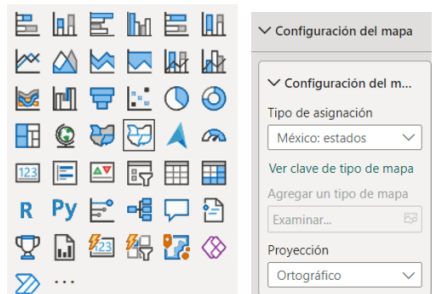 123
R Py
123
...
Configuración del mapa
Configuración del m...
Tipo de asignación
México: estados
Ver clave de tipo de mapa
Agregar un tipo de mapa
Examinar...
Proyección
Ortográfico